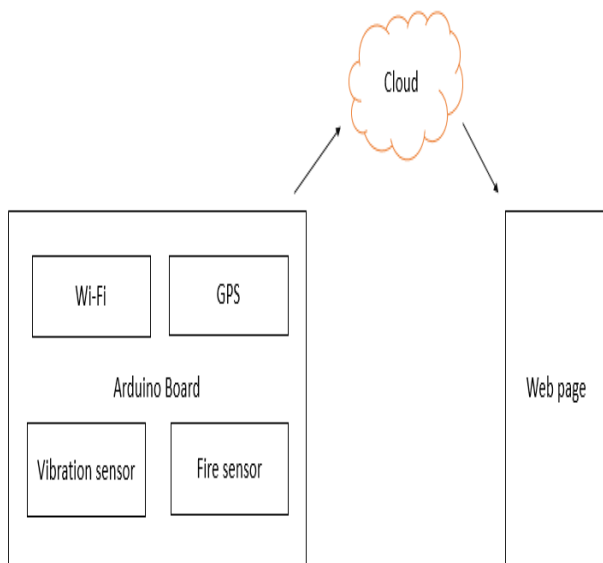 Cloud
Wi-Fi
GPS
Arduino Board
Web page
Vibration sensor
Fire sensor